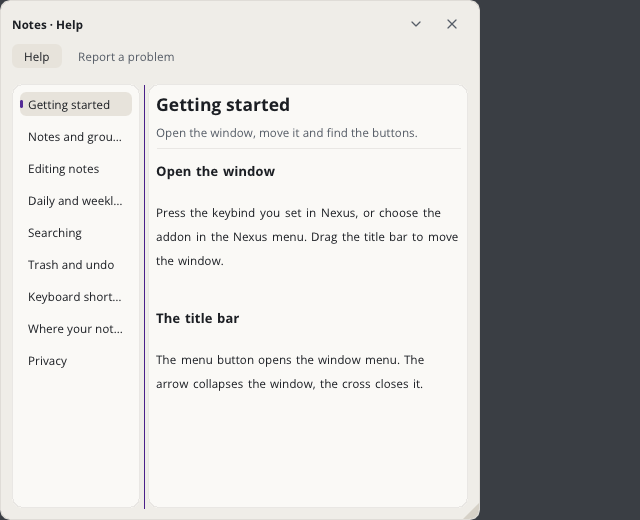 Notes · Help
Help
Report a problem
Getting started
Notes and grou...
Editing notes
Daily and weekl...
Searching
Trash and undo
Keyboard short...
Where your not...
Privacy
Getting started
Open the window, move it and find the buttons.
Open the window
Press the keybind you set in Nexus, or choose the
addon in the Nexus menu. Drag the title bar to move
the window.
The title bar
The menu button opens the window menu. The
arrow collapses the window, the cross closes it.